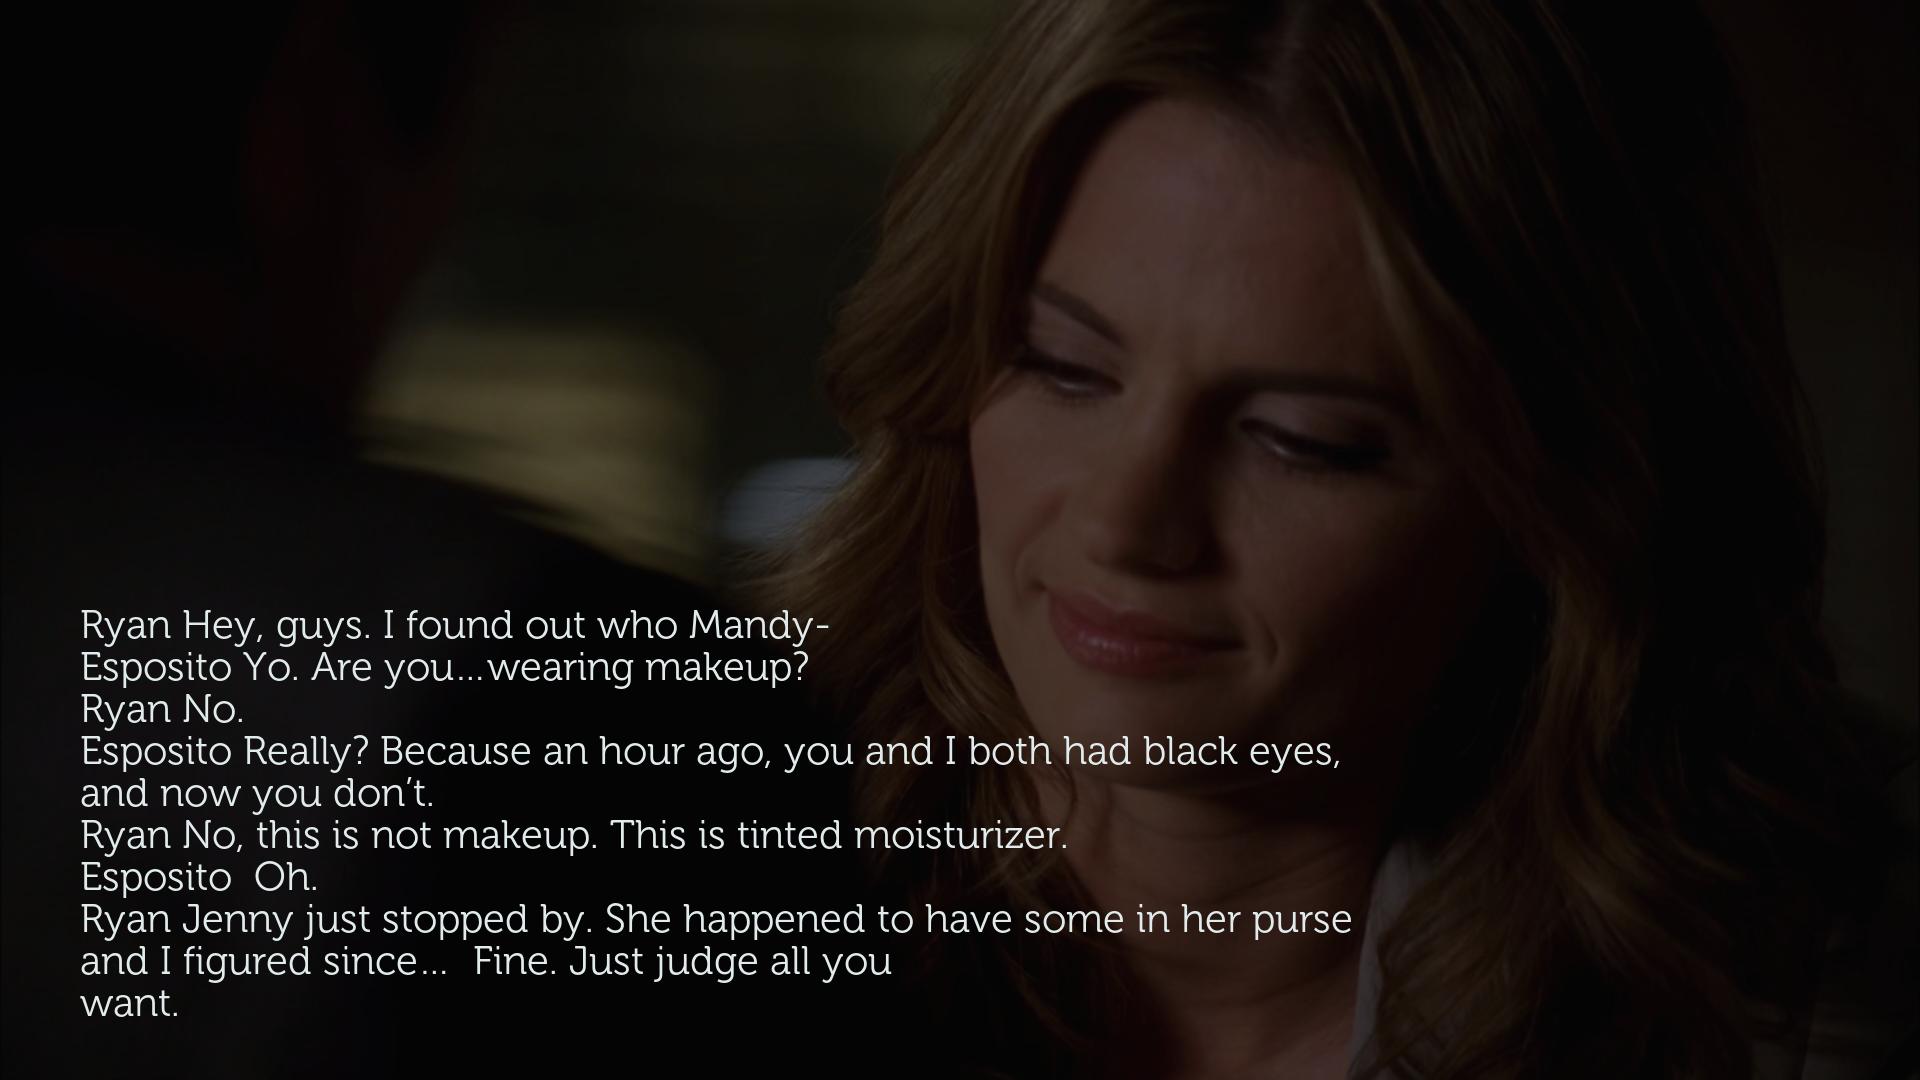 Ryan Hey, guys. I found out who Mandy-
Esposito Yo. Are you...wearing makeup?
Ryan No.
Esposito Really? Because an hour ago, you and I both had black eyes,
and now you don’t.
Ryan No, this is not makeup. This is tinted moisturizer.
Esposito  Oh.
Ryan Jenny just stopped by. She happened to have some in her purse
and I figured since...  Fine. Just judge all you
want.